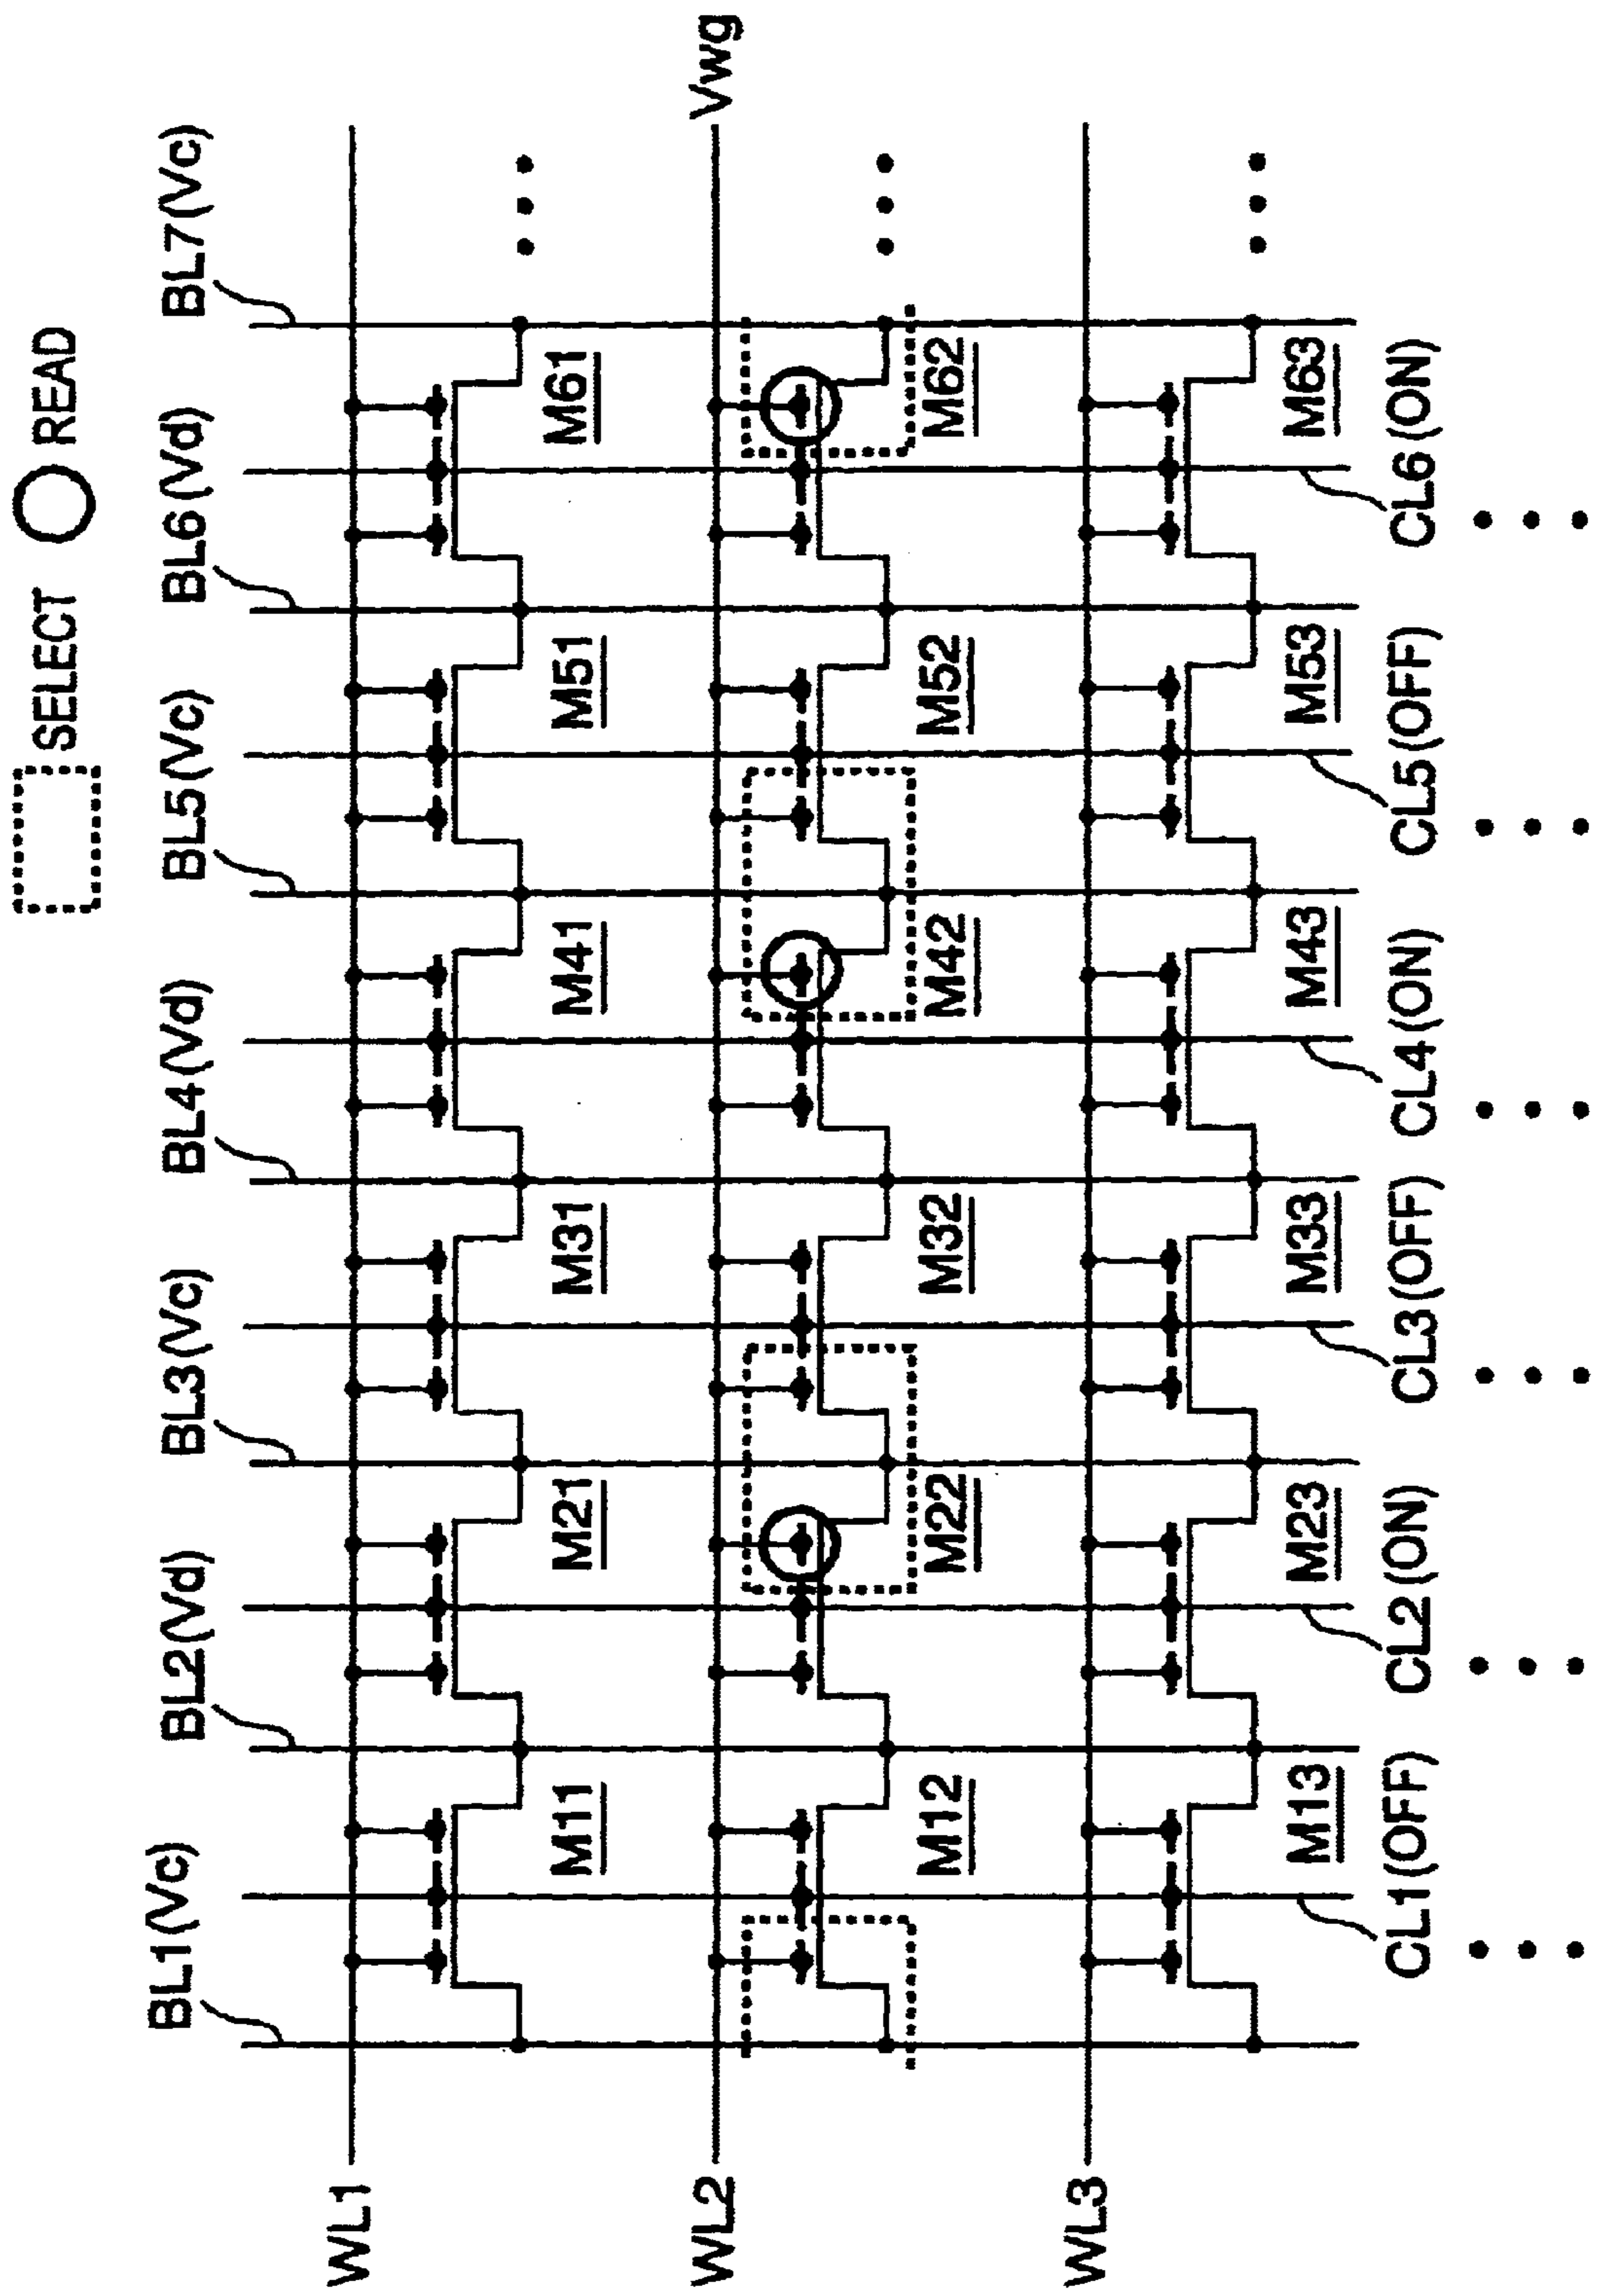 SELECT READ
BL1(Vc) BL2(Vd) BL3(Vc) BL4(Vd) BL5(Vc) BL6(Vd) BL7(Vc)
WL1
M11 M21 M31 M41 M51 M61
WL2 Vwg
M12 M22 M32 M42 M52 M62
WL3
M13 M23 M33 M43 M53 M63
CL1(OFF) CL2(ON) CL3(OFF) CL4(ON) CL5(OFF) CL6(ON)